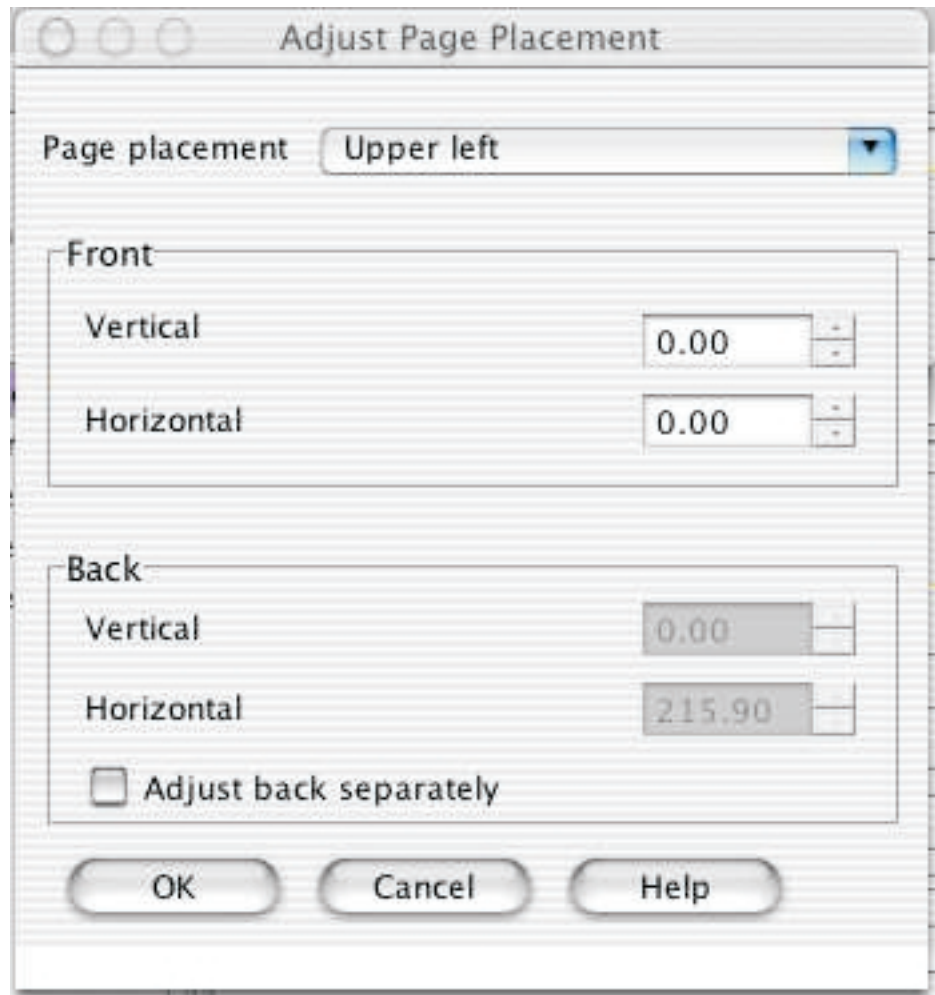 Adjust Page Placement
Page placement Upper left
Front
Vertical 0.00
Horizontal 0.00
Back
Vertical 0.00
Horizontal 215.90
Adjust back separately
OK Cancel Help